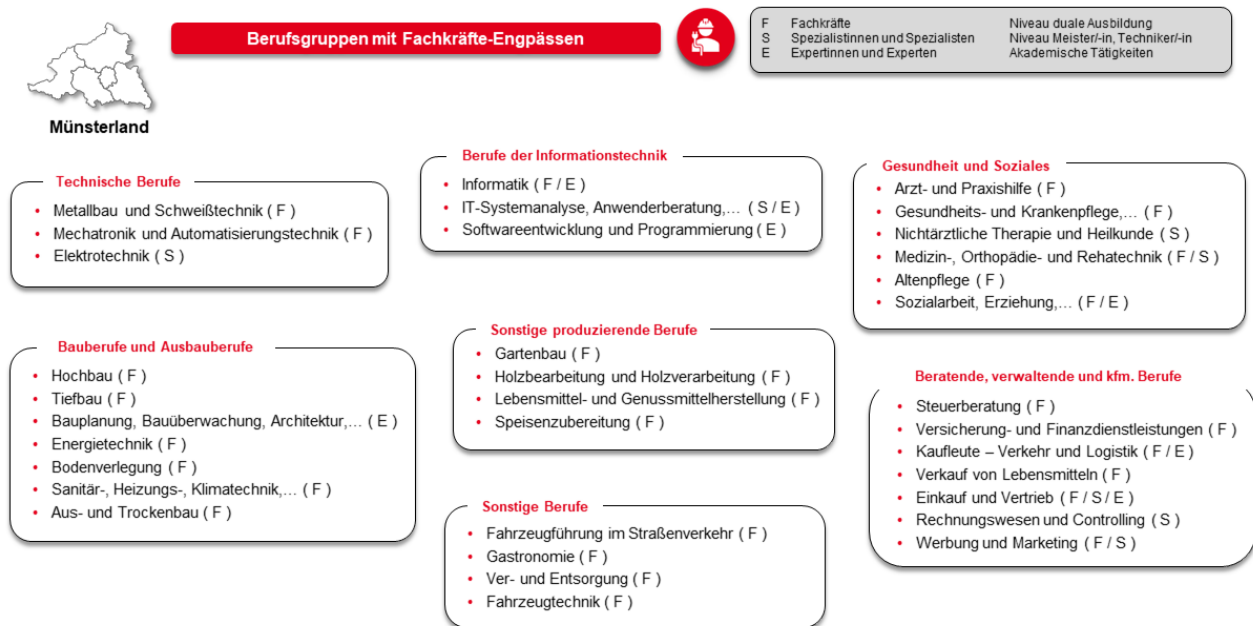 Berufsgruppen mit Fachkräfte-Engpässen
F Fachkräfte Niveau duale Ausbildung
S Spezialistinnen und Spezialisten Niveau Meister/-in, Techniker/-in
E Expertinnen und Experten Akademische Tätigkeiten
Münsterland
Technische Berufe
• Metallbau und Schweißtechnik ( F )
• Mechatronik und Automatisierungstechnik ( F )
• Elektrotechnik ( S )
Berufe der Informationstechnik
• Informatik ( F / E )
• IT-Systemanalyse, Anwenderberatung,... ( S / E )
• Softwareentwicklung und Programmierung ( E )
Gesundheit und Soziales
• Arzt- und Praxishilfe ( F )
• Gesundheits- und Krankenpflege,... ( F )
• Nichtärztliche Therapie und Heilkunde ( S )
• Medizin-, Orthopädie- und Rehatechnik ( F / S )
• Altenpflege ( F )
• Sozialarbeit, Erziehung,... ( F / E )
Bauberufe und Ausbauberufe
• Hochbau ( F )
• Tiefbau ( F )
• Bauplanung, Bauüberwachung, Architektur,... ( E )
• Energietechnik ( F )
• Bodenverlegung ( F )
• Sanitär-, Heizungs-, Klimatechnik,... ( F )
• Aus- und Trockenbau ( F )
Sonstige produzierende Berufe
• Gartenbau ( F )
• Holzbearbeitung und Holzverarbeitung ( F )
• Lebensmittel- und Genussmittelherstellung ( F )
• Speisenzubereitung ( F )
Beratende, verwaltende und kfm. Berufe
• Steuerberatung ( F )
• Versicherung- und Finanzdienstleistungen ( F )
• Kaufleute – Verkehr und Logistik ( F / E )
• Verkauf von Lebensmitteln ( F )
• Einkauf und Vertrieb ( F / S / E )
• Rechnungswesen und Controlling ( S )
• Werbung und Marketing ( F / S )
Sonstige Berufe
• Fahrzeugführung im Straßenverkehr ( F )
• Gastronomie ( F )
• Ver- und Entsorgung ( F )
• Fahrzeugtechnik ( F )